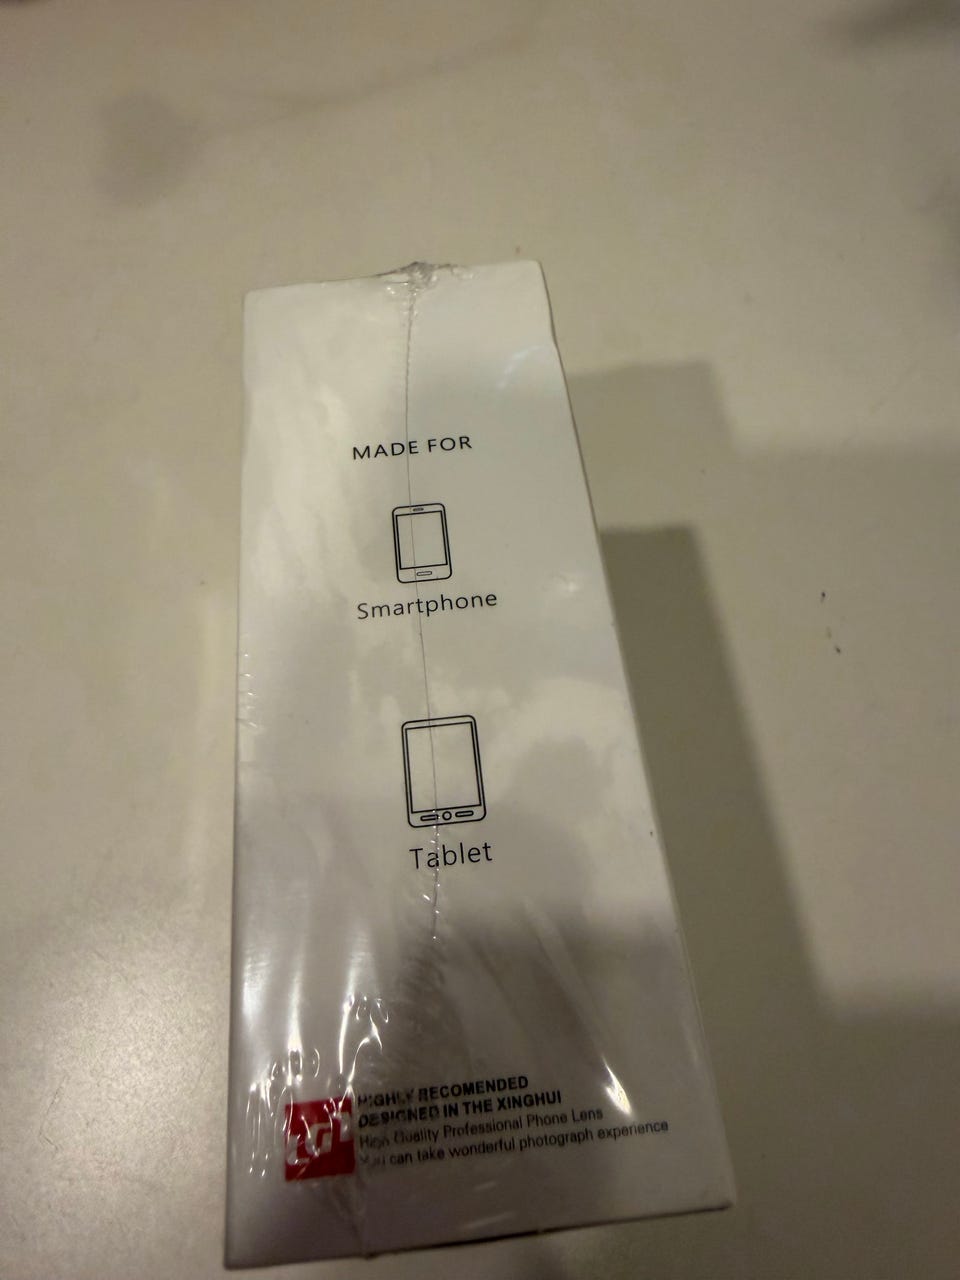 MADE FOR
Smartphone
Tablet
HIGHLY RECOMENDED
DESIGNED IN THE XINGHUI
High Quality Professional Phone Lens
You can take wonderful photograph experience